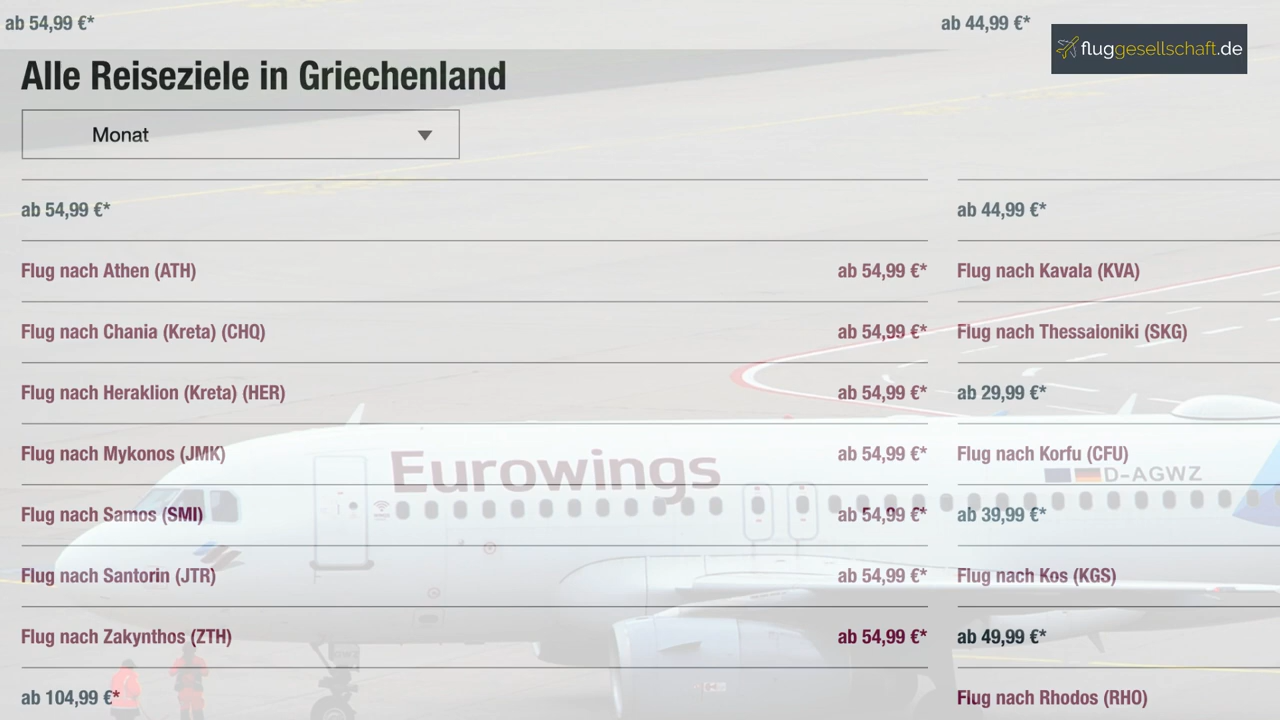 ab 54,99 €*
ab 44,99 €*
fluggesellschaft.de
Alle Reiseziele in Griechenland
Monat
ab 54,99 €*
Flug nach Athen (ATH) ab 54,99 €*
Flug nach Chania (Kreta) (CHQ) ab 54,99 €*
Flug nach Heraklion (Kreta) (HER) ab 54,99 €*
Flug nach Mykonos (JMK) ab 54,99 €*
Flug nach Samos (SMI) ab 54,99 €*
Flug nach Santorin (JTR) ab 54,99 €*
Flug nach Zakynthos (ZTH) ab 54,99 €*
ab 104,99 €*
ab 44,99 €*
Flug nach Kavala (KVA)
Flug nach Thessaloniki (SKG)
ab 29,99 €*
Flug nach Korfu (CFU)
ab 39,99 €*
Flug nach Kos (KGS)
ab 49,99 €*
Flug nach Rhodos (RHO)
Eurowings
D-AGWZ